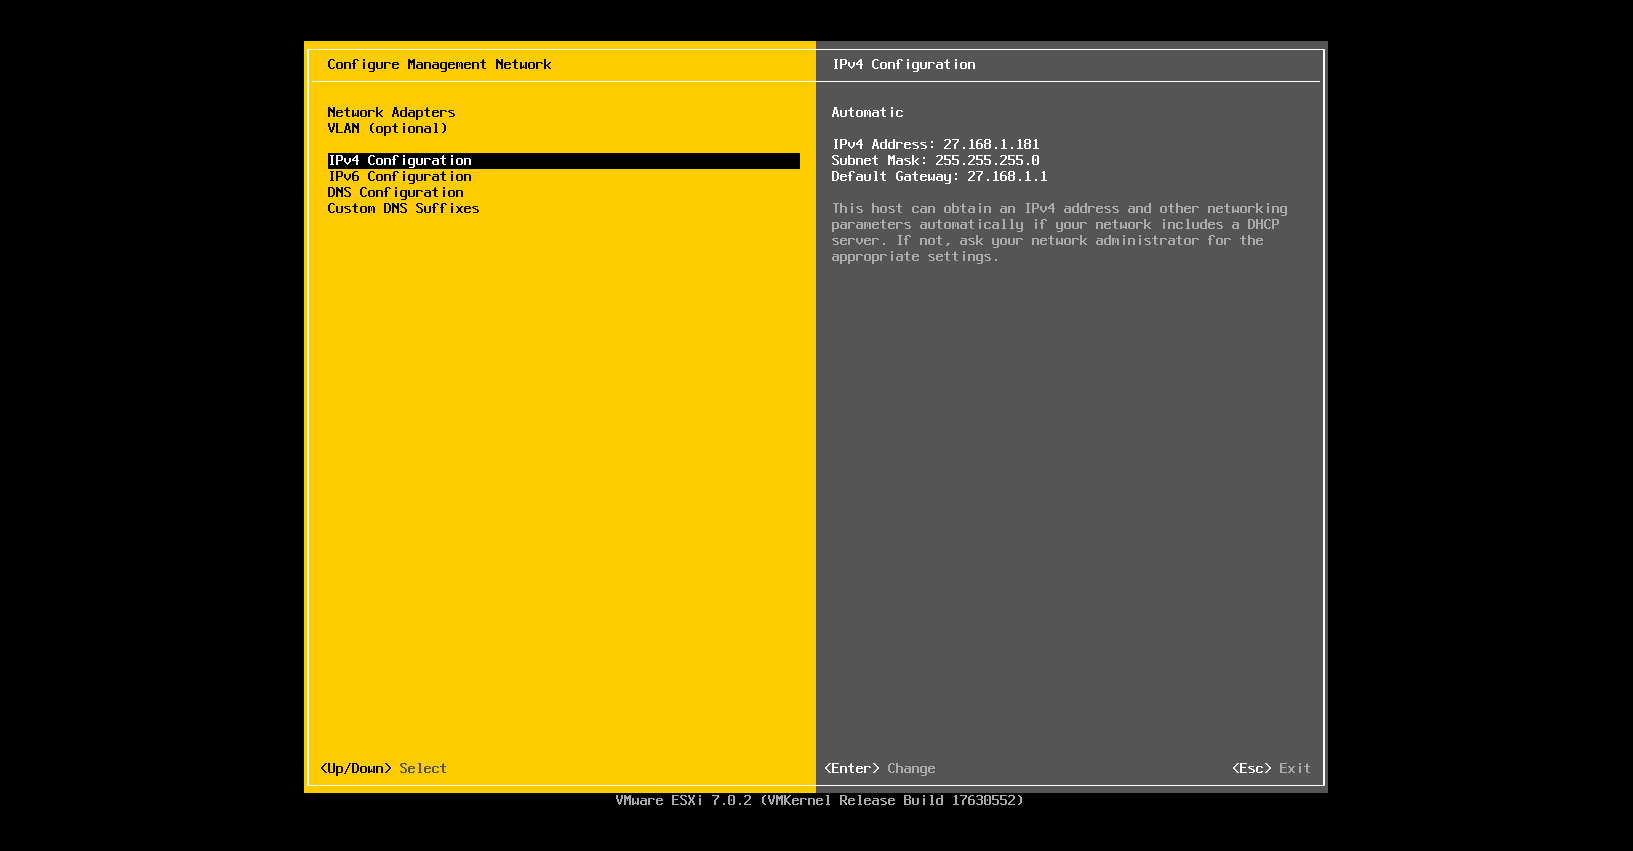 Configure Management Network
Network Adapters
VLAN (optional)
IPv4 Configuration
IPv6 Configuration
DNS Configuration
Custom DNS Suffixes
<Up/Down> Select
IPv4 Configuration
Automatic
IPv4 Address: 27.168.1.181
Subnet Mask: 255.255.255.0
Default Gateway: 27.168.1.1
This host can obtain an IPv4 address and other networking
parameters automatically if your network includes a DHCP
server. If not, ask your network administrator for the
appropriate settings.
<Enter> Change
<Esc> Exit
VMware ESXi 7.0.2 (VMKernel Release Build 17630552)